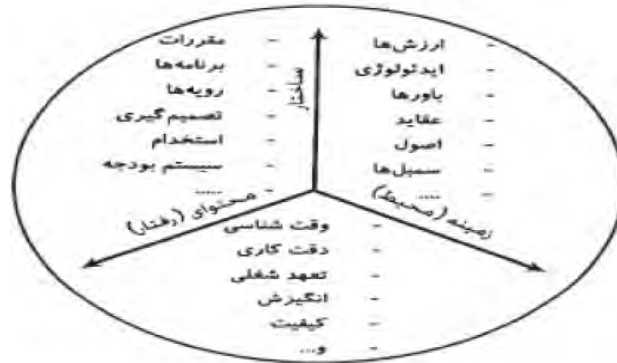 ساختار
- ارزش‌ها
- ایدئولوژی
- باورها
- عقاید
- اصول
- سمبل‌ها
- .....
زمینه (محیط)
- مقررات
- برنامه‌ها
- رویه‌ها
- تصمیم‌گیری
- استخدام
- سیستم بودجه
- .....
محتوای (رفتار)
- وقت شناسی
- دقت کاری
- تعهد شغلی
- انگیزش
- کیفیت
- و...